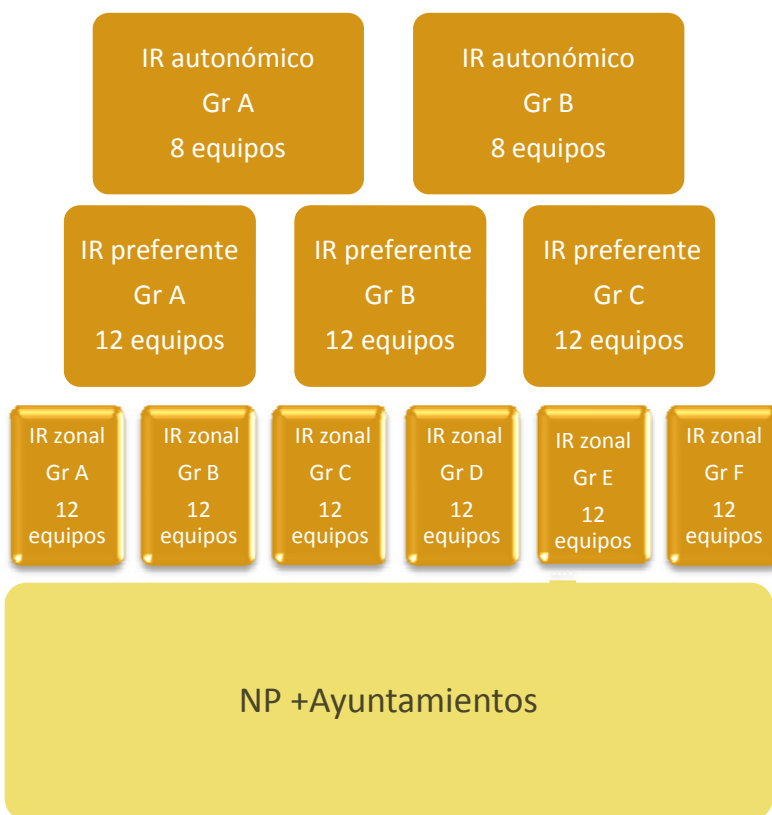 IR autonómico
Gr A
8 equipos
IR autonómico
Gr B
8 equipos
IR preferente
Gr A
12 equipos
IR preferente
Gr B
12 equipos
IR preferente
Gr C
12 equipos
IR zonal
Gr A
12
equipos
IR zonal
Gr B
12
equipos
IR zonal
Gr C
12
equipos
IR zonal
Gr D
12
equipos
IR zonal
Gr E
12
equipos
IR zonal
Gr F
12
equipos
NP +Ayuntamientos